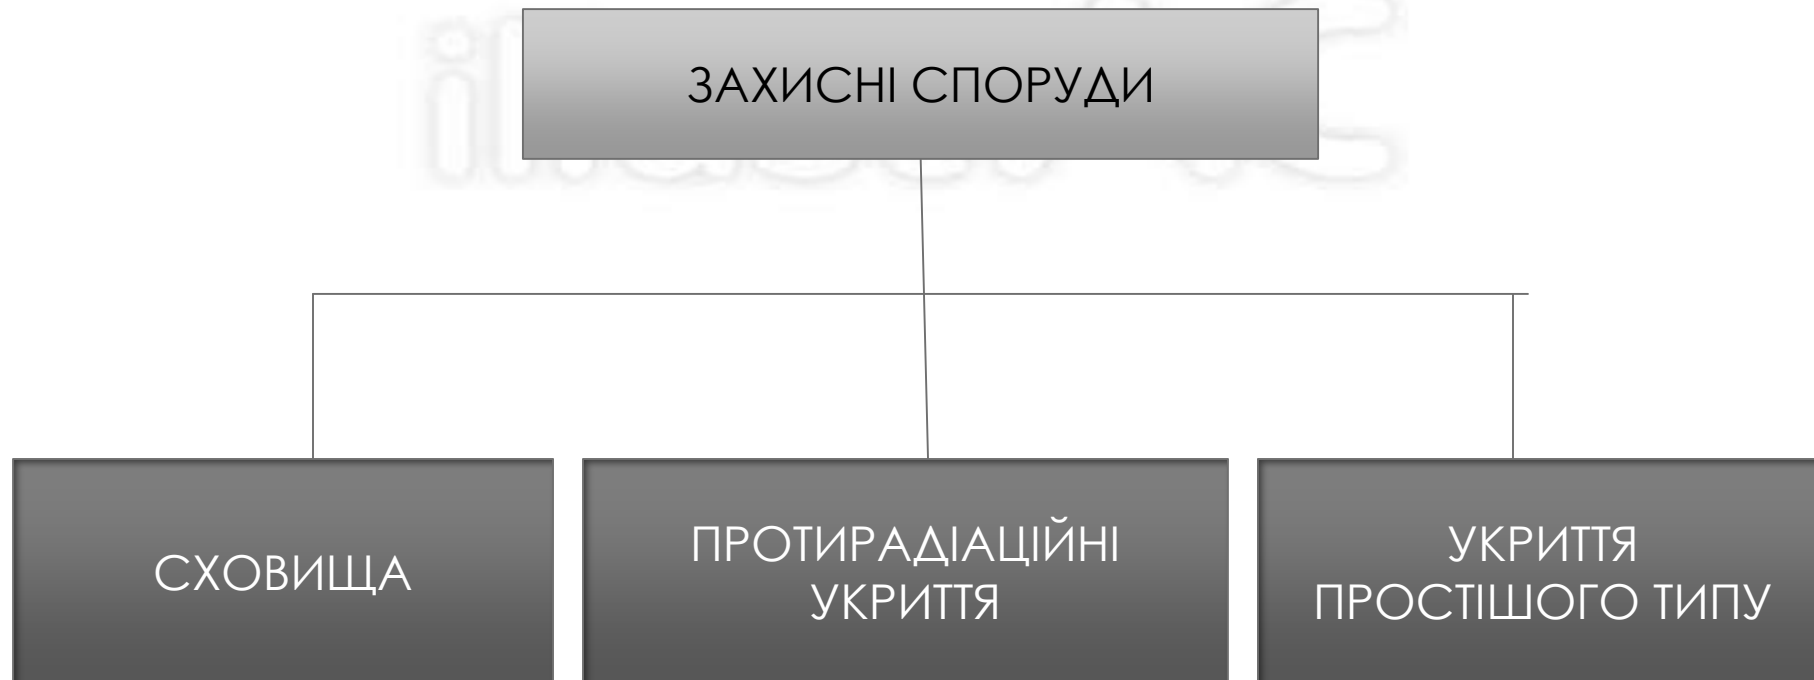 ЗАХИСНІ СПОРУДИ
СХОВИЩА
ПРОТИРАДІАЦІЙНІ
УКРИТТЯ
УКРИТТЯ
ПРОСТІШОГО ТИПУ